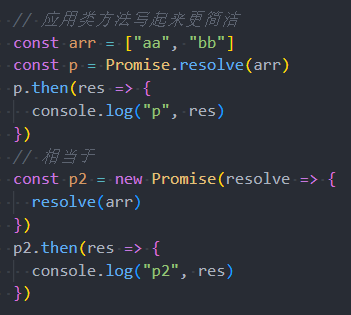 // 应用类方法写起来更简洁
const arr = ["aa", "bb"]
const p = Promise.resolve(arr)
p.then(res => {
  console.log("p", res)
})
// 相当于
const p2 = new Promise(resolve => {
  resolve(arr)
})
p2.then(res => {
  console.log("p2", res)
})